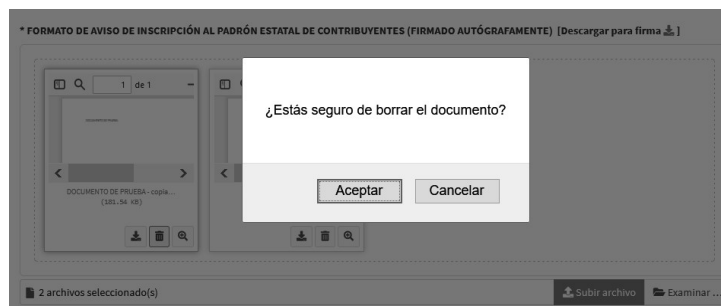 * FORMATO DE AVISO DE INSCRIPCIÓN AL PADRÓN ESTATAL DE CONTRIBUYENTES (FIRMADO AUTÓGRAFAMENTE) [Descargar para firma ]
1 de 1
¿Estás seguro de borrar el documento?
DOCUMENTO DE PRUEBA - copia...
(181.54 KB)
Aceptar Cancelar
2 archivos seleccionado(s) Subir archivo Examinar ...